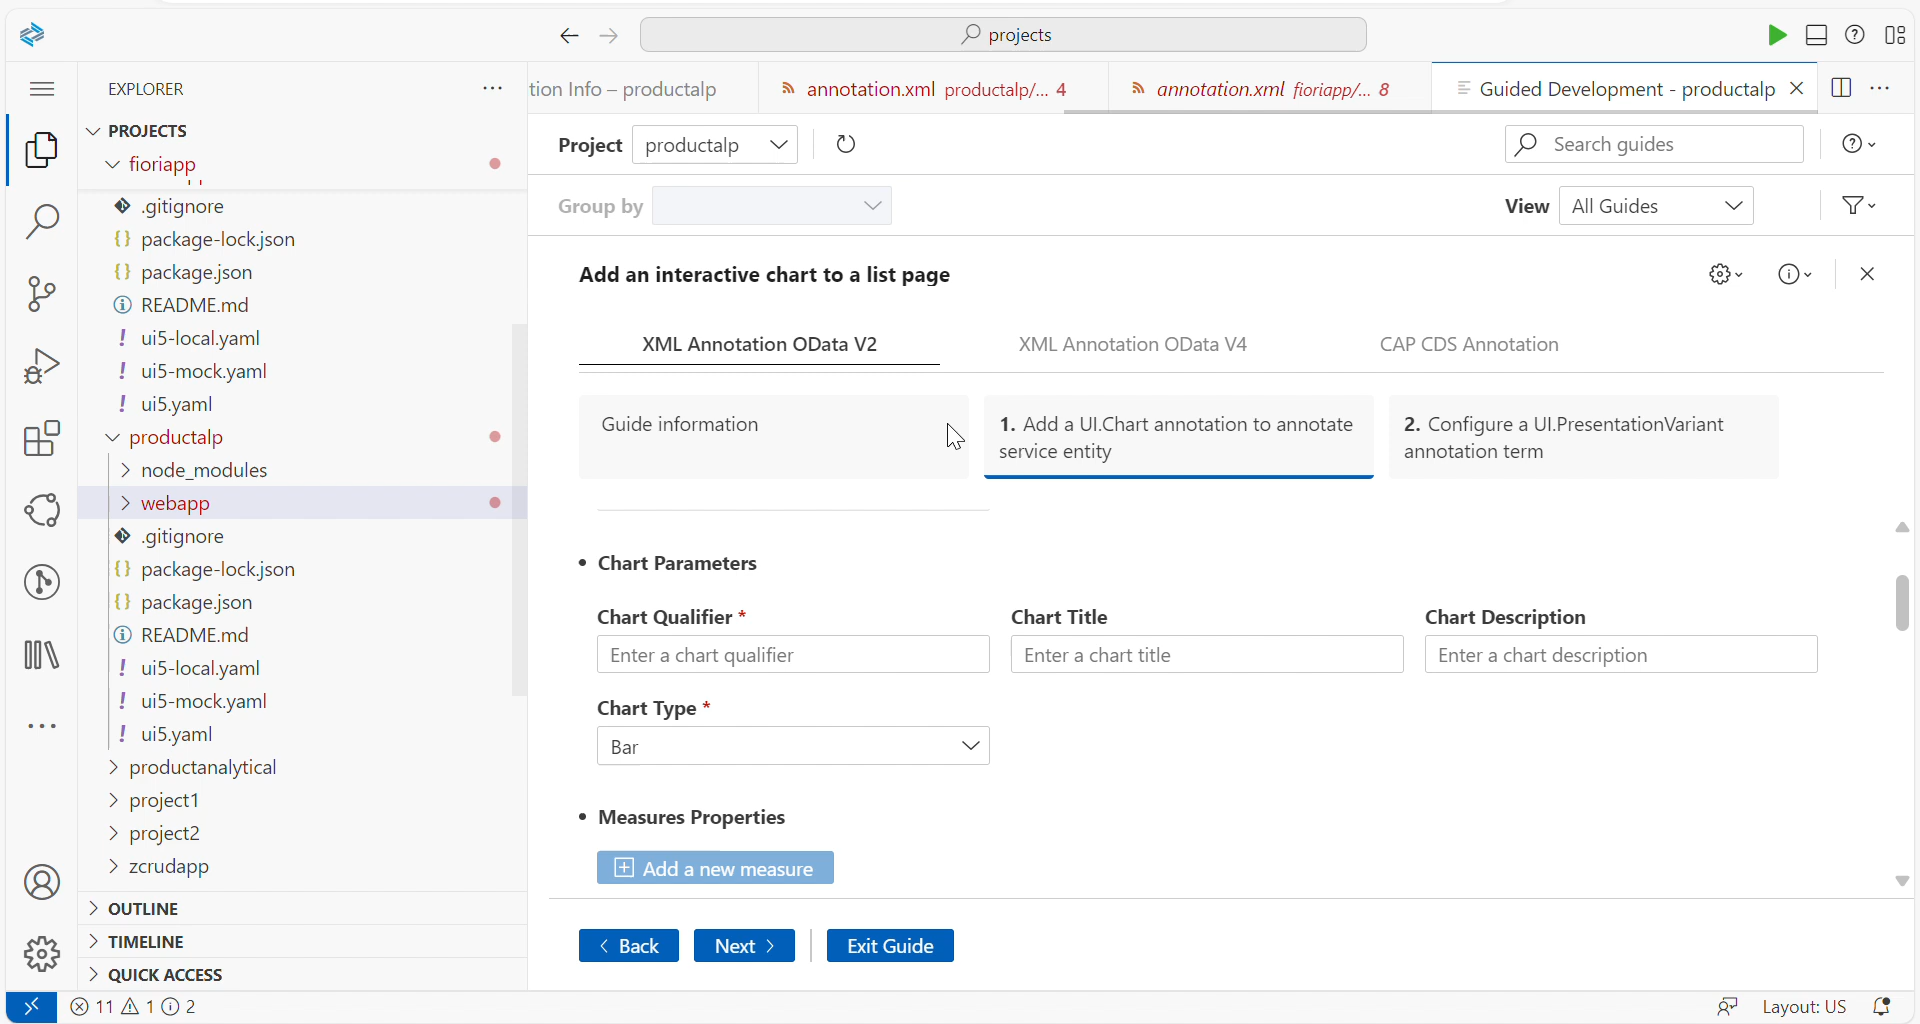 projects
EXPLORER
tion Info – productalp
annotation.xml productalp/... 4
annotation.xml fioriapp/... 8
Guided Development - productalp
PROJECTS
fioriapp
.gitignore
package-lock.json
package.json
README.md
ui5-local.yaml
ui5-mock.yaml
ui5.yaml
productalp
node_modules
webapp
.gitignore
package-lock.json
package.json
README.md
ui5-local.yaml
ui5-mock.yaml
ui5.yaml
productanalytical
project1
project2
zcrudapp
OUTLINE
TIMELINE
QUICK ACCESS
Project productalp
Search guides
Group by
View All Guides
Add an interactive chart to a list page
XML Annotation OData V2
XML Annotation OData V4
CAP CDS Annotation
Guide information
1. Add a UI.Chart annotation to annotate
service entity
2. Configure a UI.PresentationVariant
annotation term
• Chart Parameters
Chart Qualifier *
Chart Title
Chart Description
Enter a chart qualifier
Enter a chart title
Enter a chart description
Chart Type *
Bar
• Measures Properties
Add a new measure
Back
Next
Exit Guide
11 1 2
Layout: US